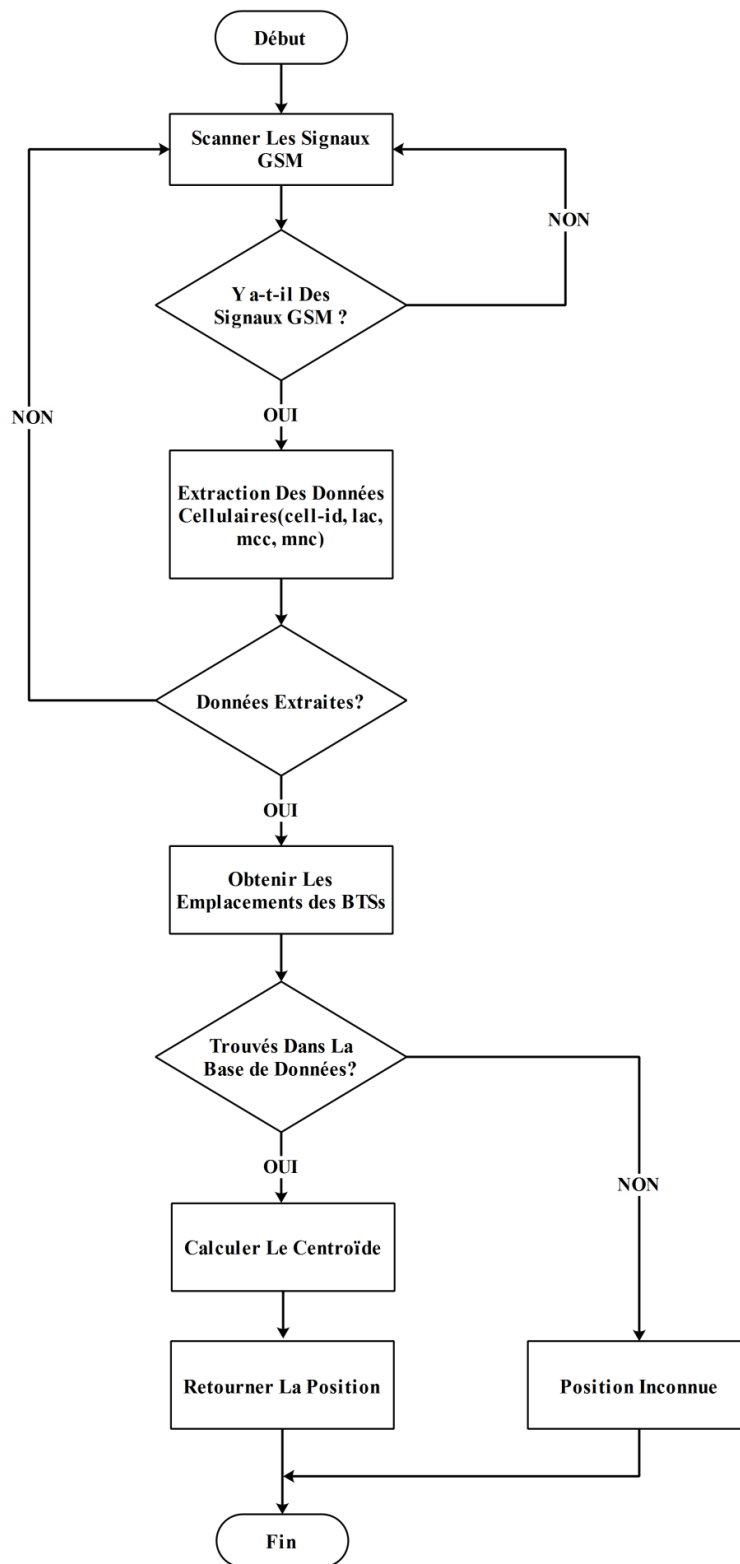 Début
Scanner Les Signaux
GSM
NON
Y a-t-il Des
Signaux GSM ?
OUI
NON
Extraction Des Données
Cellulaires(cell-id, lac,
mcc, mnc)
Données Extraites?
OUI
Obtenir Les
Emplacements des BTSs
Trouvés Dans La
Base de Données?
OUI
NON
Calculer Le Centroïde
Retourner La Position
Position Inconnue
Fin